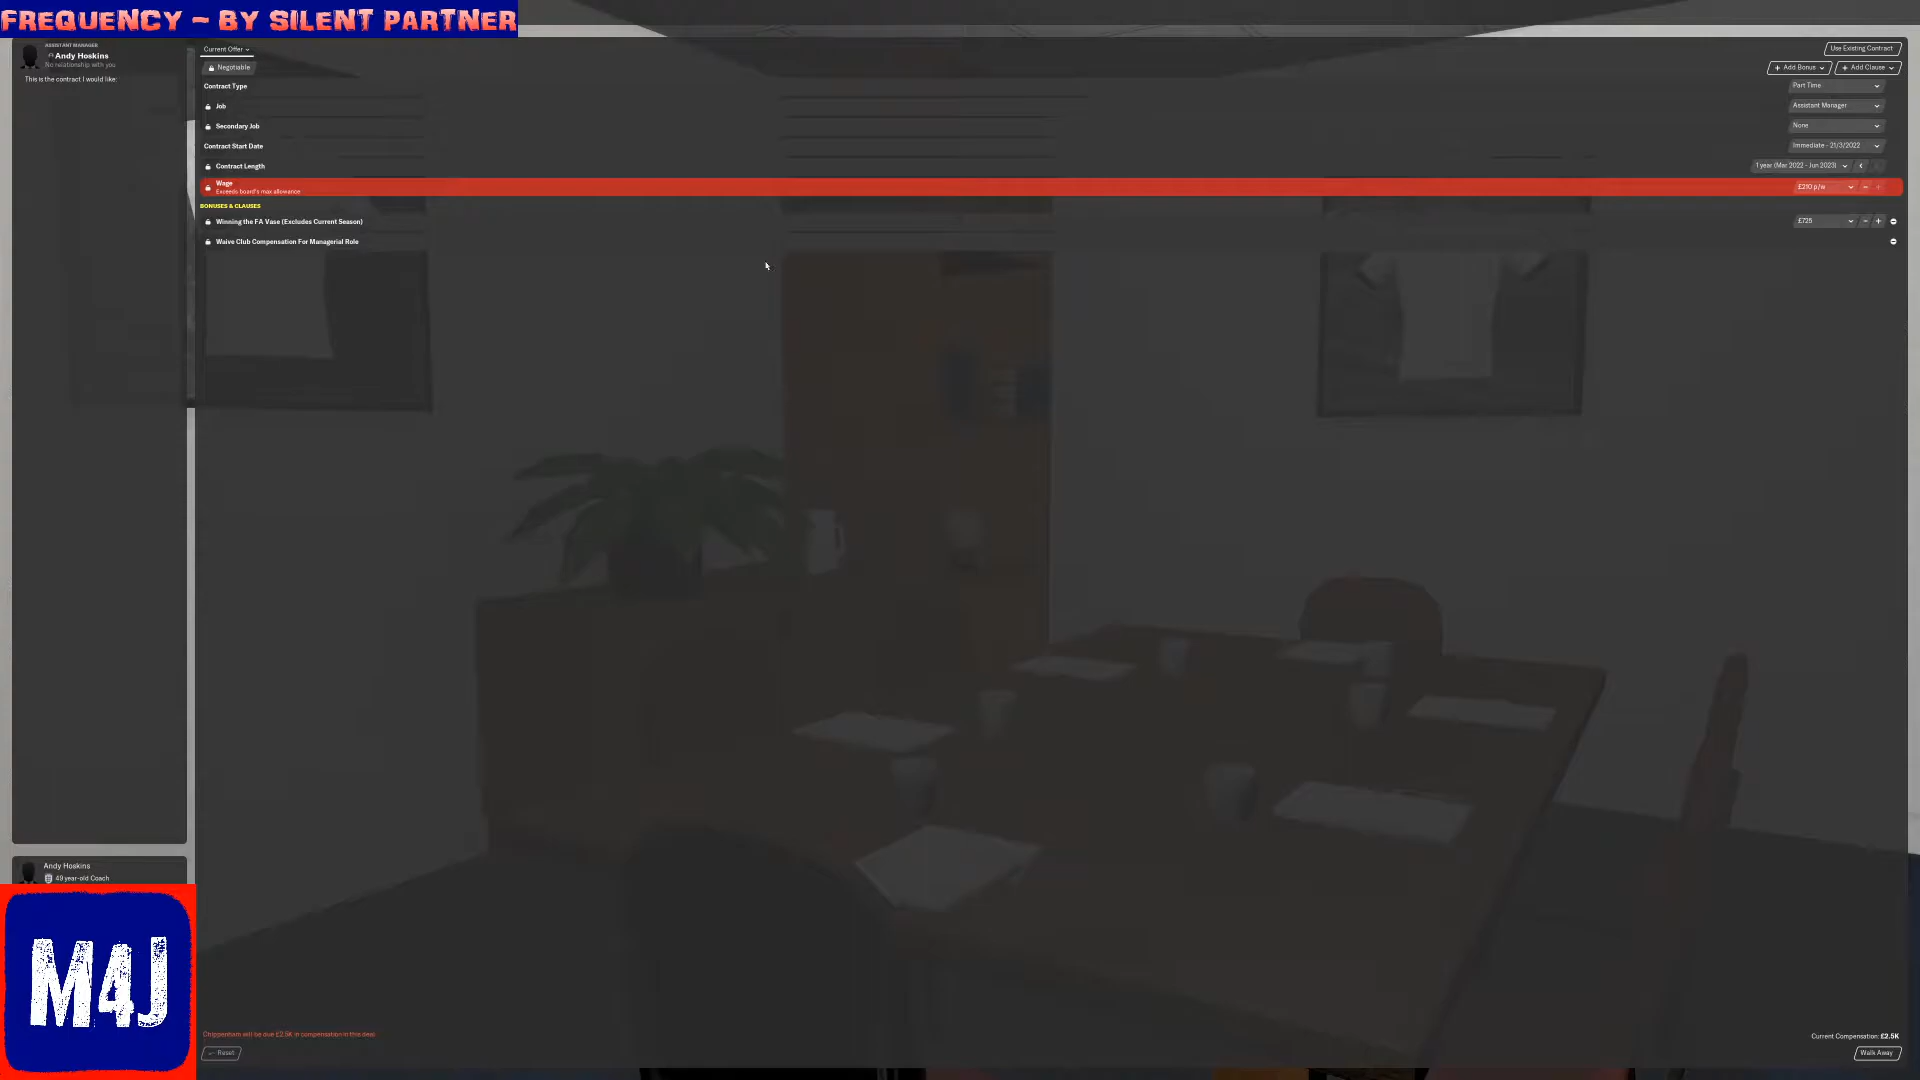 FREQUENCY ~ BY SILENT PARTNER
ASSISTANT MANAGER
Andy Hoskins
No relationship with you
This is the contract I would like:
Current Offer
Use Existing Contract
Negotiable
+ Add Bonus
+ Add Clause
Contract Type
Part Time
Job
Assistant Manager
Secondary Job
None
Contract Start Date
Immediate - 21/3/2022
Contract Length
1 year (Mar 2022 - Jun 2023)
Wage
Exceeds board's max allowance
£210 p/w
BONUSES & CLAUSES
Winning the FA Vase (Excludes Current Season)
£725
Waive Club Compensation For Managerial Role
Andy Hoskins
49 year-old Coach
M4J
Chippenham will be due £2.5K in compensation in this deal
Reset
Current Compensation: £2.5K
Walk Away